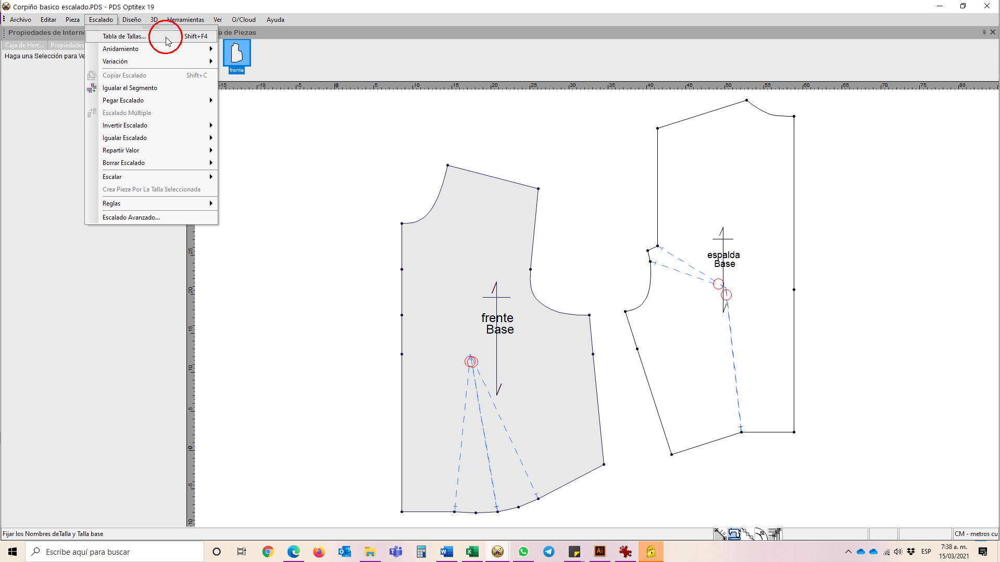 Corpiño basico escalado.PDS - PDS Optitex 19
Archivo Editar Pieza Escalado Diseño 3D Herramientas Ver O/Cloud Ayuda
Propiedades de Intern
a de Piezas
Caja de Herr... Propiedades
Haga una Selección para Ve
Tabla de Tallas... Shift+F4
Anidamiento
Variación
Copiar Escalado Shift+C
Igualar el Segmento
Pegar Escalado
Escalado Múltiple
Invertir Escalado
Igualar Escalado
Repartir Valor
Borrar Escalado
Escalar
Crea Pieza Por La Talla Seleccionada
Reglas
Escalado Avanzado...
frente
-15 -10 -5 0 5 10 15 20 25 30 35 40 45 50 55 60 65 70 75 80
25
20
15
10
5
0
-5
-10
espalda
Base
frente
Base
Fijar los Nombres deTalla y Talla base
CM - metros cu
Escribe aquí para buscar
ESP
7:38 a. m.
15/03/2021